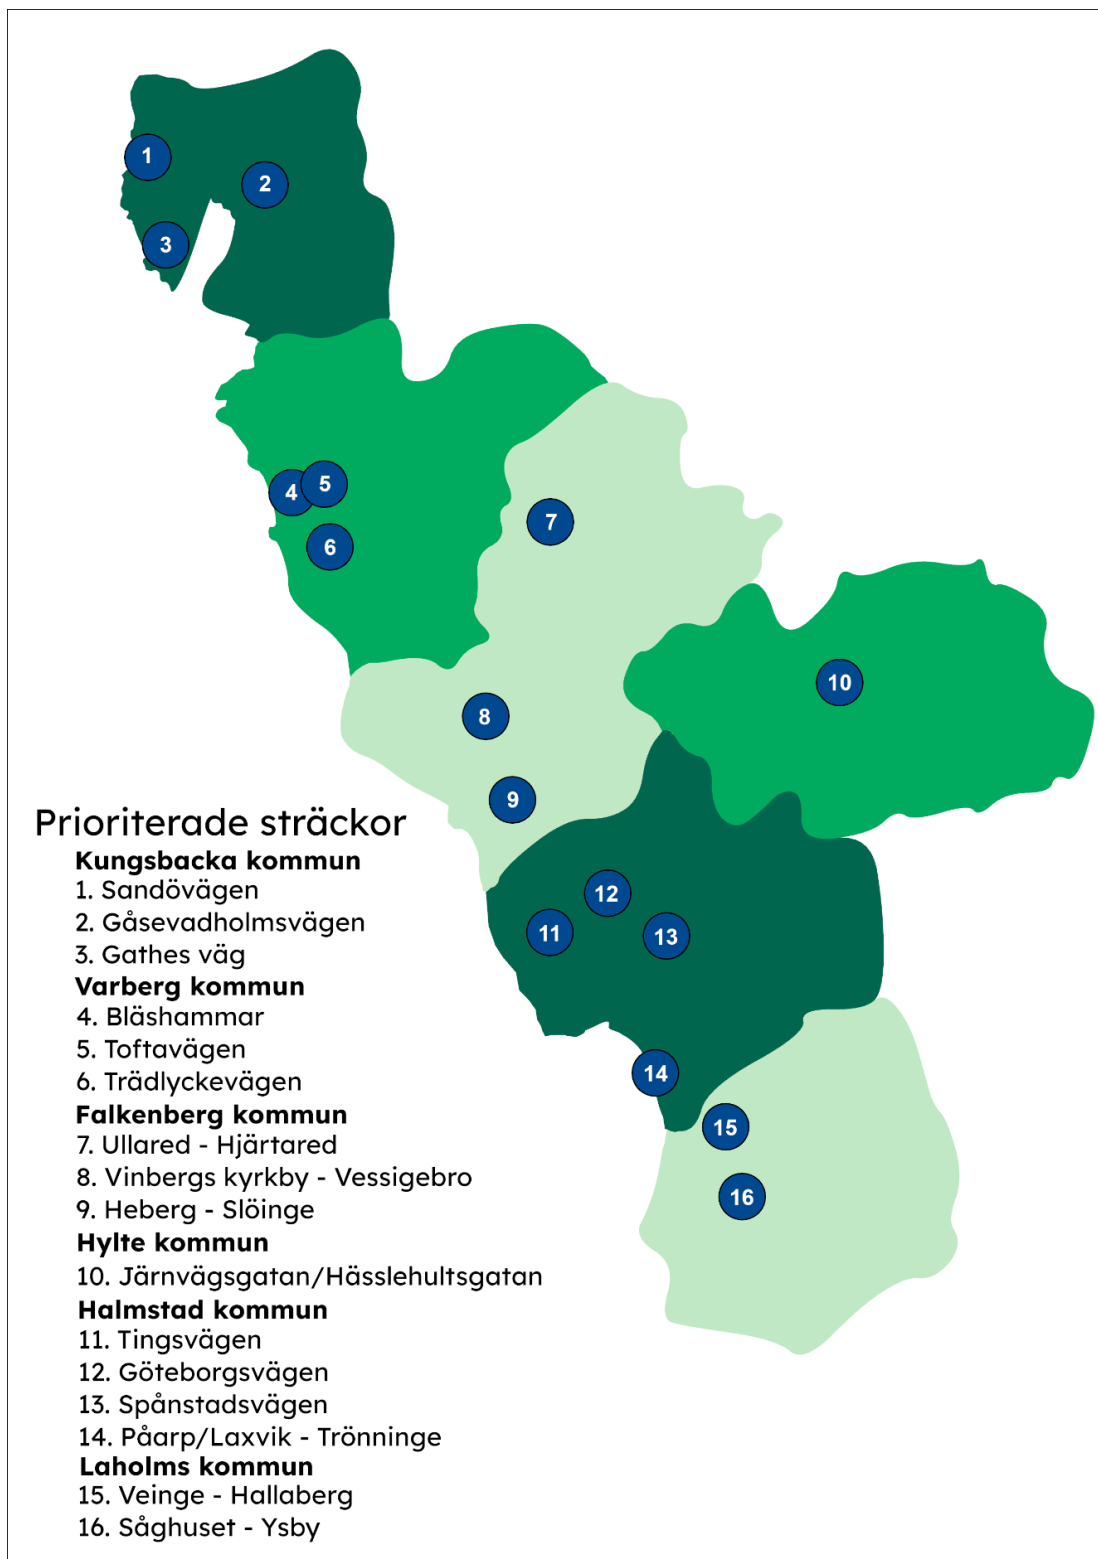 1
2
3
4
5
6
7
10
8
9
12
11
13
14
15
16
Prioriterade sträckor
Kungsbacka kommun
1. Sandövägen
2. Gåsevadholmsvägen
3. Gathes väg
Varberg kommun
4. Bläshammar
5. Toftavägen
6. Trädlyckevägen
Falkenberg kommun
7. Ullared - Hjärtared
8. Vinbergs kyrkby - Vessigebro
9. Heberg - Slöinge
Hylte kommun
10. Järnvägsgatan/Hässlehultsgatan
Halmstad kommun
11. Tingsvägen
12. Göteborgsvägen
13. Spånstadsvägen
14. Påarp/Laxvik - Trönninge
Laholms kommun
15. Veinge - Hallaberg
16. Såghuset - Ysby